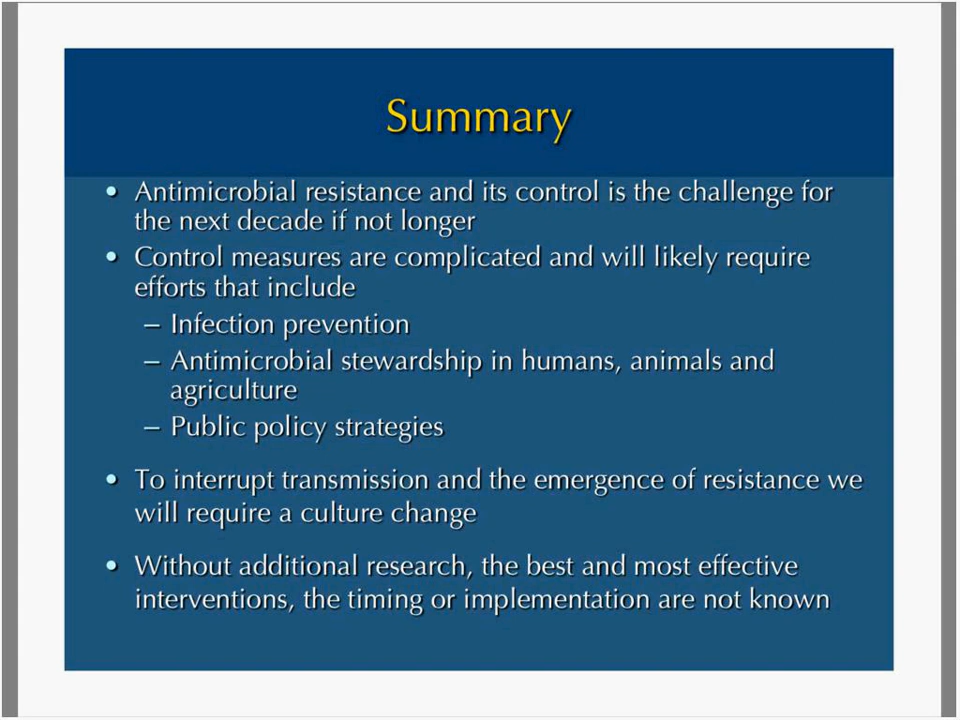 Summary
• Antimicrobial resistance and its control is the challenge for
the next decade if not longer
• Control measures are complicated and will likely require
efforts that include
– Infection prevention
– Antimicrobial stewardship in humans, animals and
agriculture
– Public policy strategies
• To interrupt transmission and the emergence of resistance we
will require a culture change
• Without additional research, the best and most effective
interventions, the timing or implementation are not known